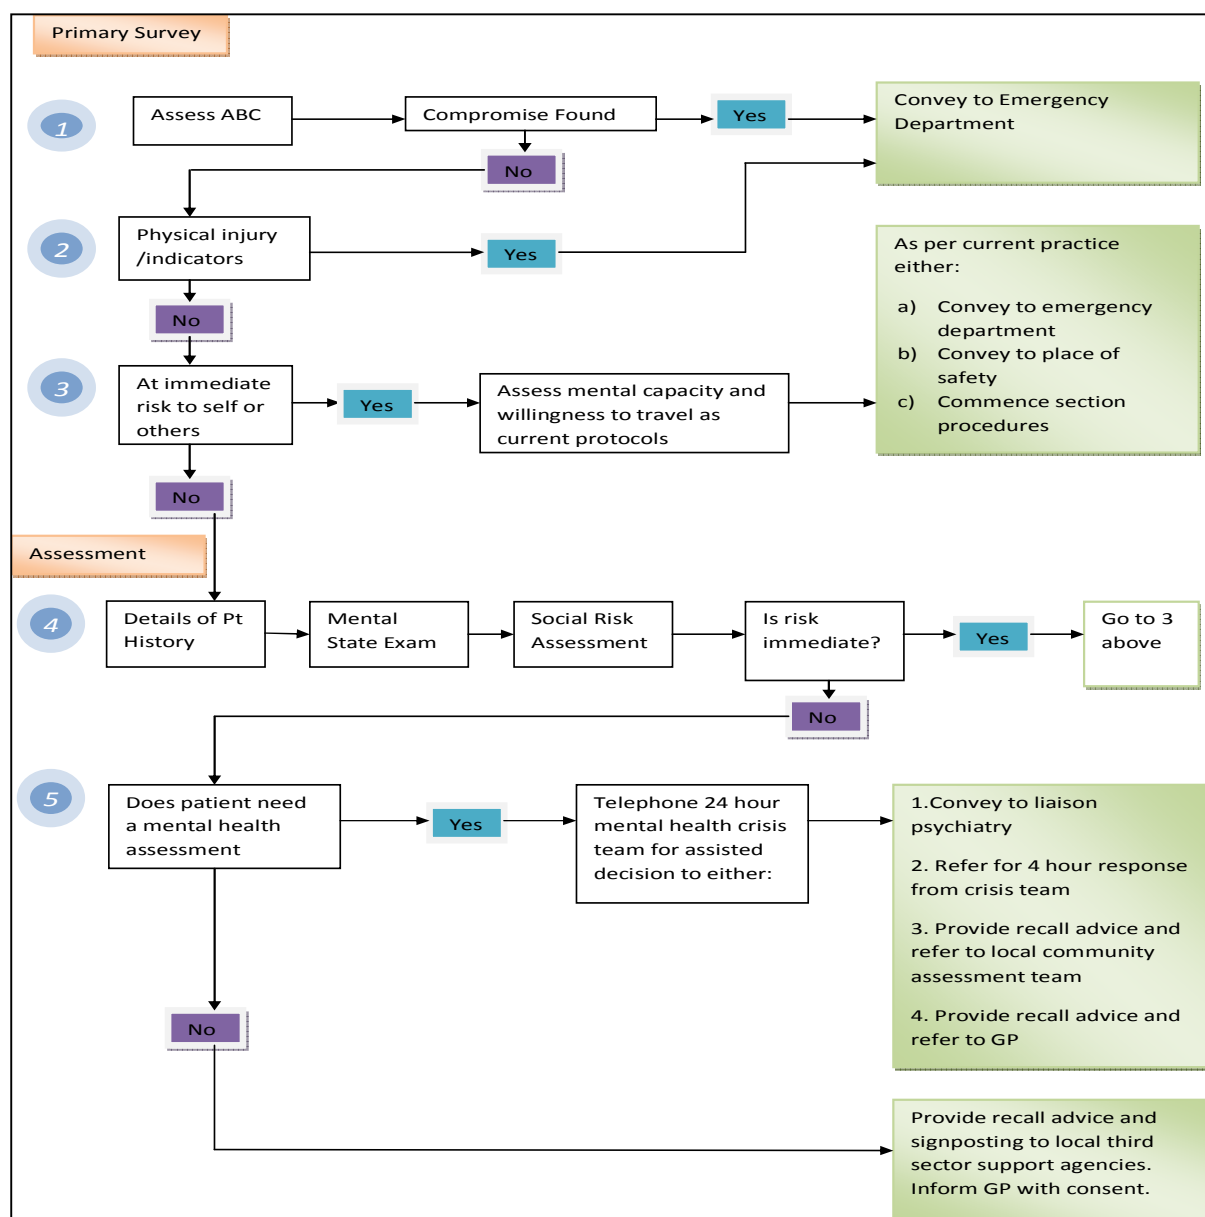 Primary Survey
1
Assess ABC
Compromise Found
Yes
Convey to Emergency
Department
No
2
Physical injury
/indicators
Yes
No
As per current practice
either:
a) Convey to emergency
department
b) Convey to place of
safety
c) Commence section
procedures
3
At immediate
risk to self or
others
Yes
Assess mental capacity and
willingness to travel as
current protocols
No
Assessment
4
Details of Pt
History
Mental
State Exam
Social Risk
Assessment
Is risk
immediate?
Yes
Go to 3
above
No
5
Does patient need
a mental health
assessment
Yes
Telephone 24 hour
mental health crisis
team for assisted
decision to either:
1.Convey to liaison
psychiatry
2. Refer for 4 hour response
from crisis team
3. Provide recall advice and
refer to local community
assessment team
4. Provide recall advice and
refer to GP
No
Provide recall advice and
signposting to local third
sector support agencies.
Inform GP with consent.